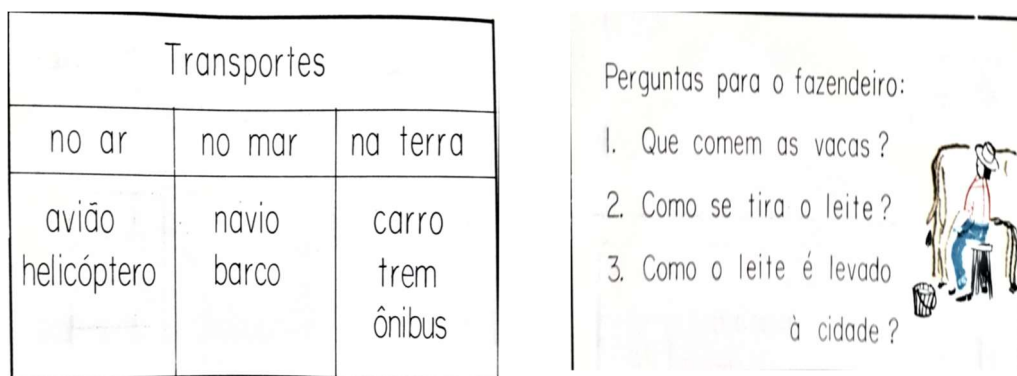 Transportes
no ar no mar na terra
avião navio carro
helicóptero barco trem
ônibus
Perguntas para o fazendeiro:
1. Que comem as vacas?
2. Como se tira o leite?
3. Como o leite é levado
à cidade?